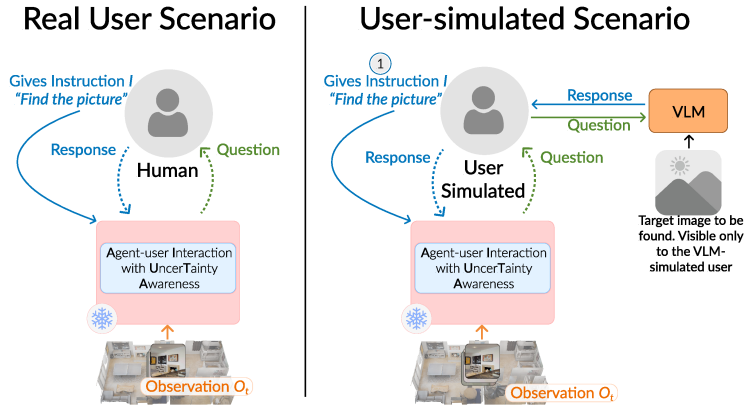 Real User Scenario
Gives Instruction I
"Find the picture"
Response
Question
Human
Agent-user Interaction
with UncerTainty
Awareness
Observation Ot
User-simulated Scenario
1
Gives Instruction I
"Find the picture"
Response
Question
VLM
Response
Question
User
Simulated
Target image to be
found. Visible only
to the VLM-
simulated user
Agent-user Interaction
with UncerTainty
Awareness
Observation Ot